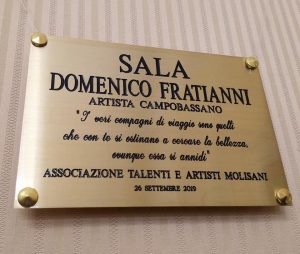 SALA
DOMENICO FRATIANNI
ARTISTA CAMPOBASSANO
"I veri compagni di viaggio sono quelli
che con te si ostinano a cercare la bellezza,
ovunque essa si annidi"
ASSOCIAZIONE TALENTI E ARTISTI MOLISANI
26 SETTEMBRE 2019